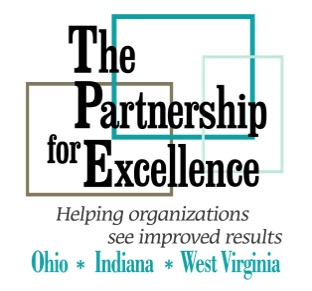 The
Partnership
for Excellence
Helping organizations
see improved results
Ohio * Indiana * West Virginia